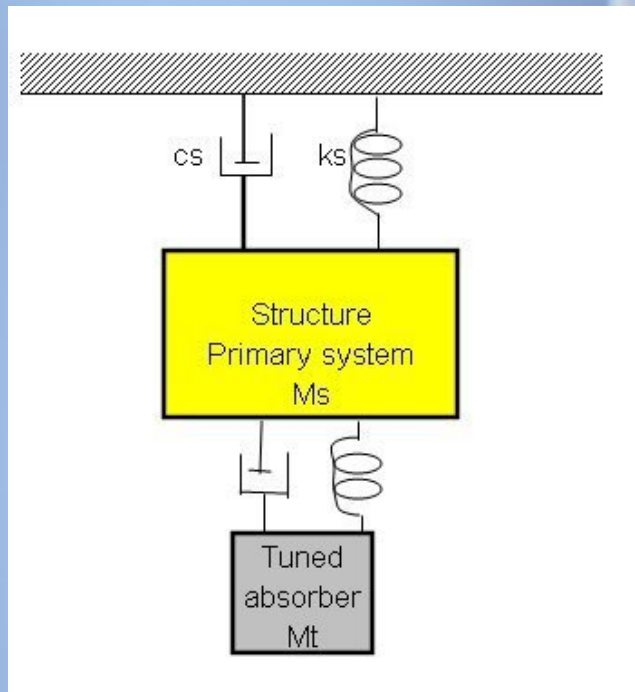 cs
ks
Structure
Primary system
Ms
Tuned
absorber
Mt